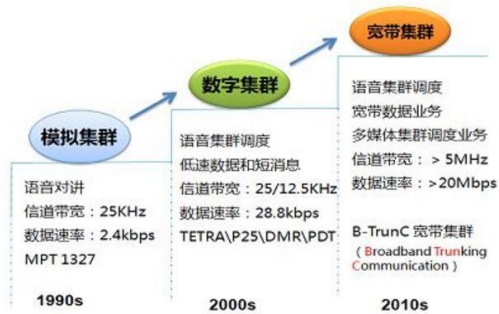 模拟集群
语音对讲
信道带宽：25KHz
数据速率：2.4kbps
MPT 1327
1990s
数字集群
语音集群调度
低速数据和短消息
信道带宽：25/12.5KHz
数据速率：28.8kbps
TETRA\P25\DMR\PDT
2000s
宽带集群
语音集群调度
宽带数据业务
多媒体集群调度业务
信道带宽：﹥5MHz
数据速率：>20Mbps
B-TrunC 宽带集群
（Broadband Trunking
Communication）
2010s